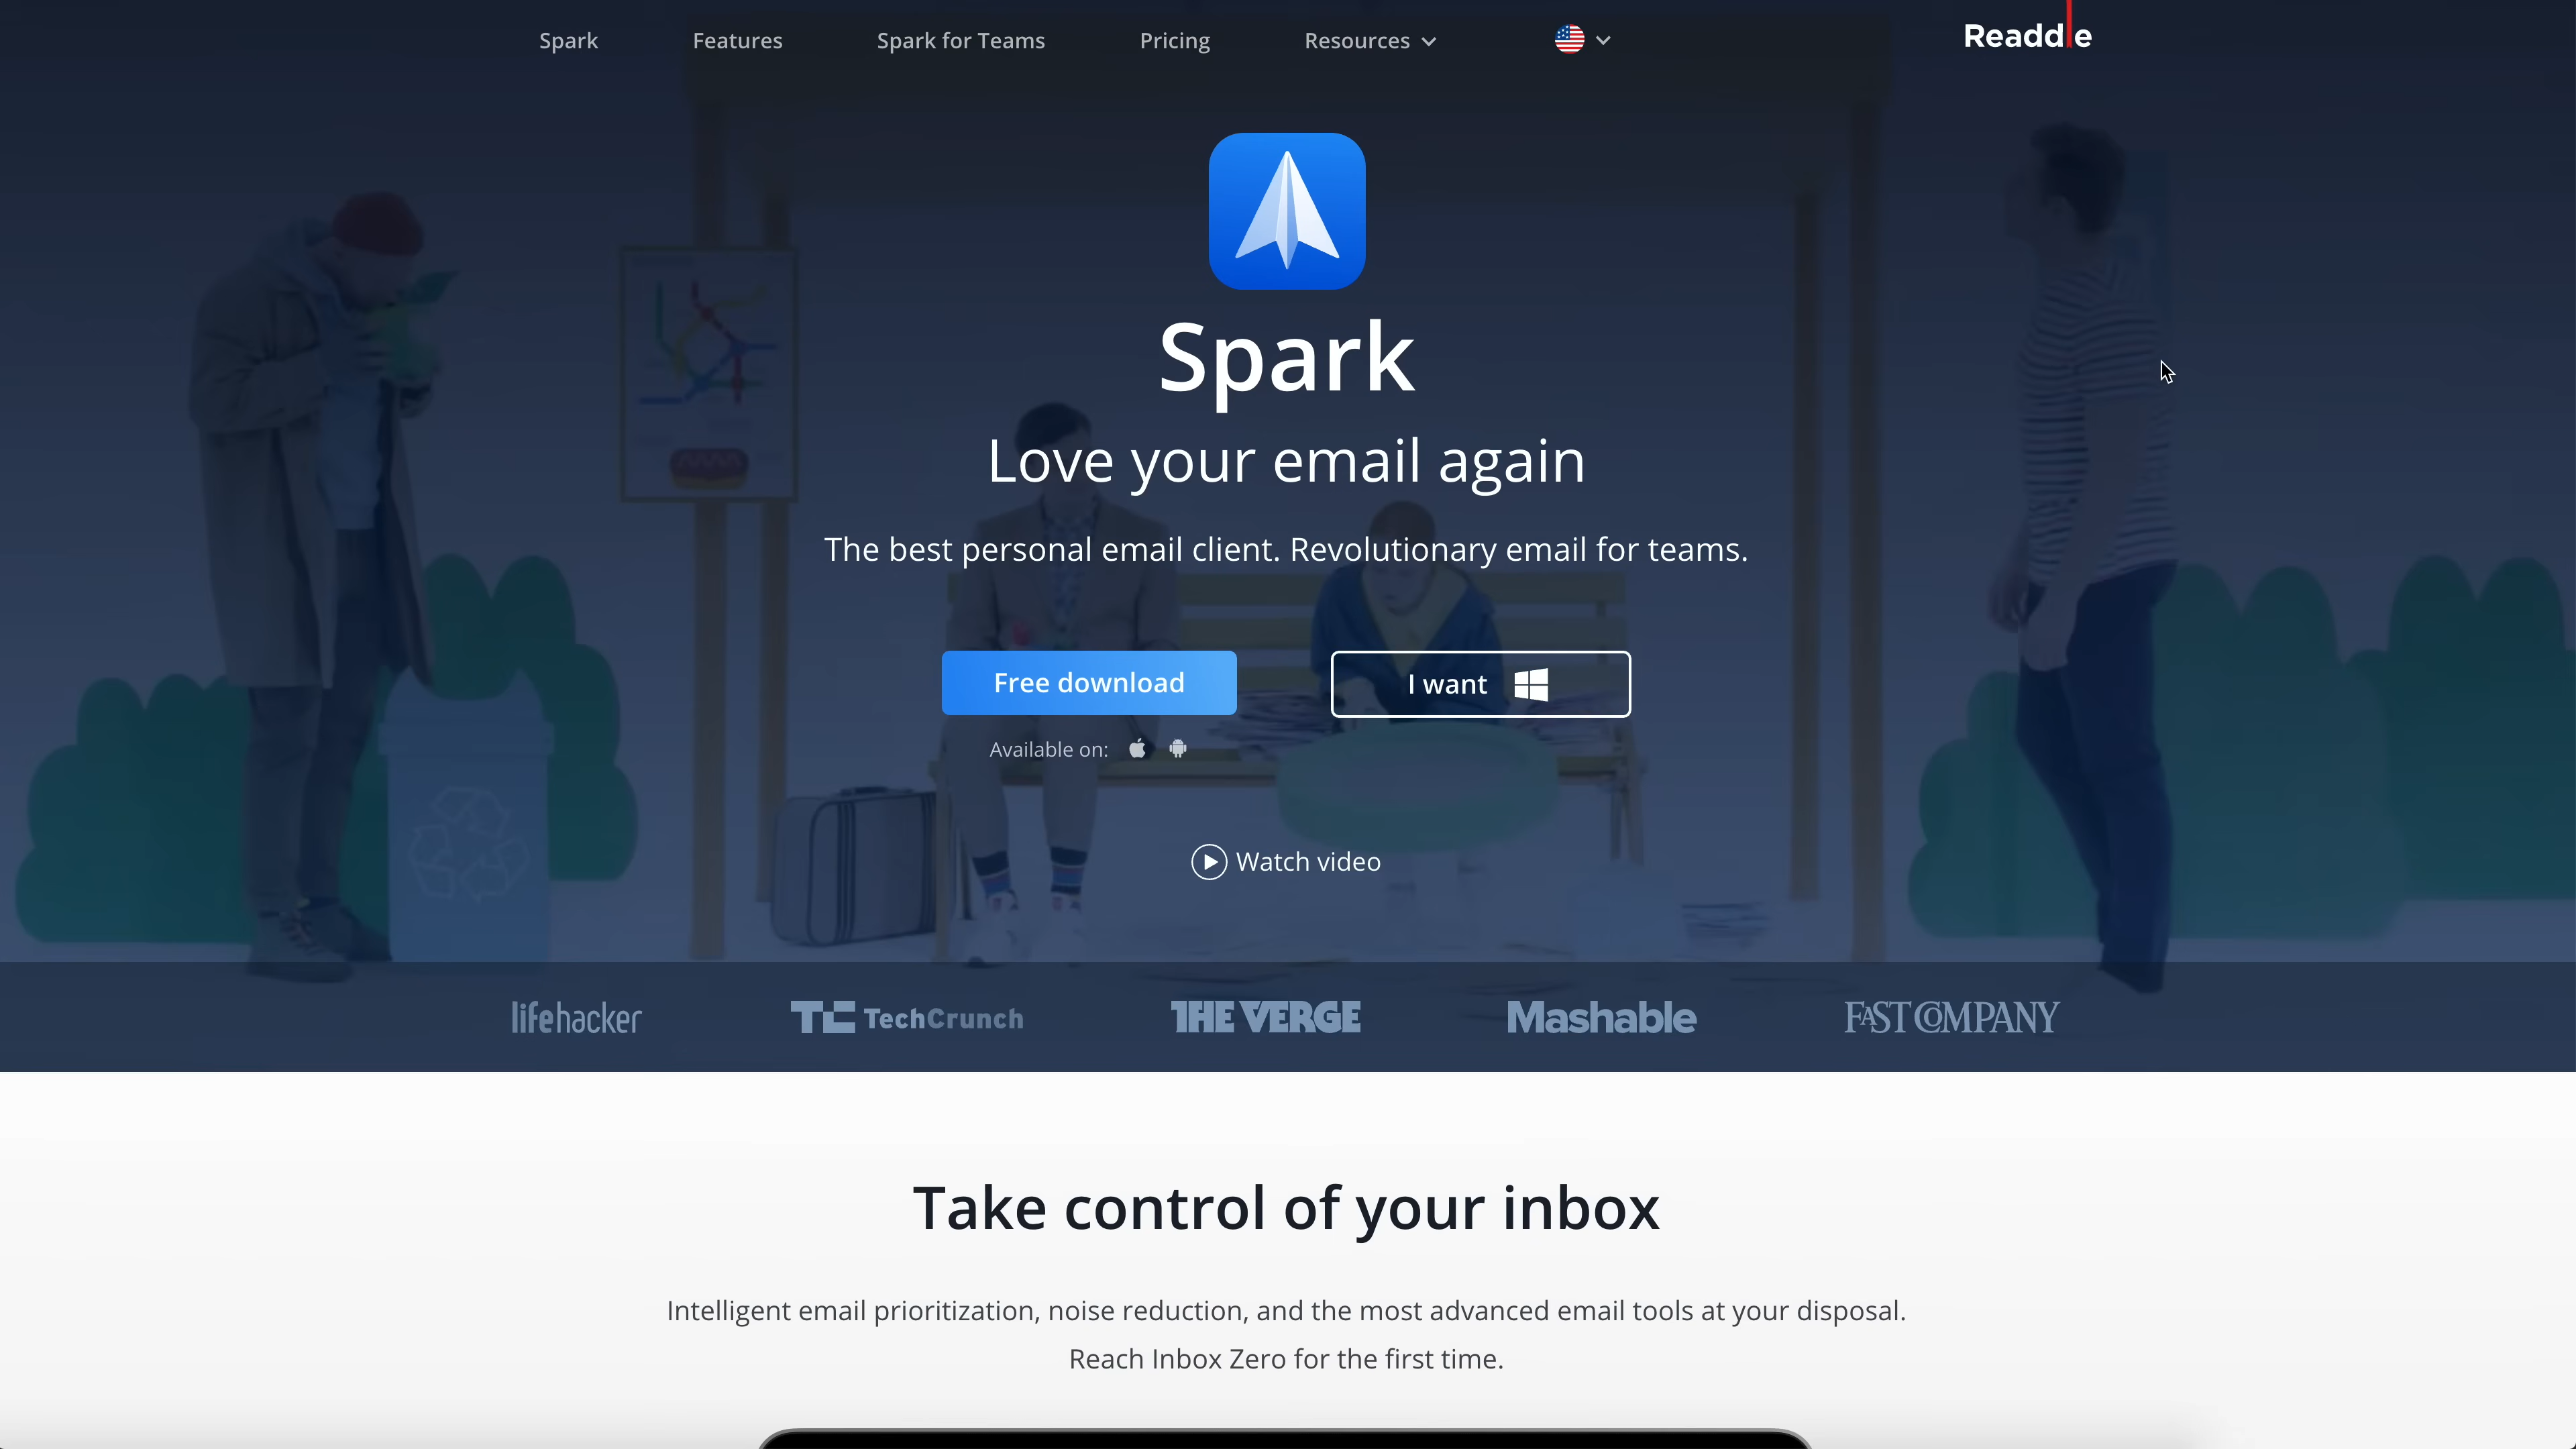 Spark
Features
Spark for Teams
Pricing
Resources
Readdle
Spark
Love your email again
The best personal email client. Revolutionary email for teams.
Free download
I want
Available on:
Watch video
lifehacker
TC TechCrunch
THE VERGE
Mashable
FAST COMPANY
Take control of your inbox
Intelligent email prioritization, noise reduction, and the most advanced email tools at your disposal.
Reach Inbox Zero for the first time.